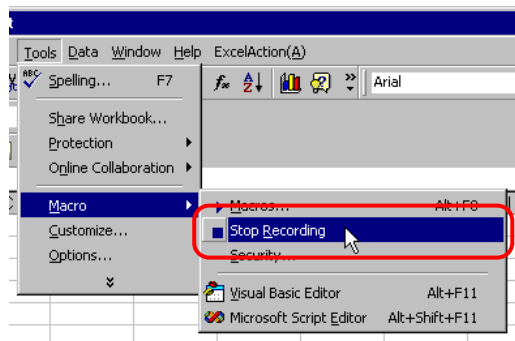 Tools Data Window Help ExcelAction(A)
ABC Spelling... F7
Arial
Share Workbook...
Protection
Online Collaboration
Macro
Macros... Alt+F8
Customize...
Stop Recording
Options...
Security...
Visual Basic Editor Alt+F11
Microsoft Script Editor Alt+Shift+F11